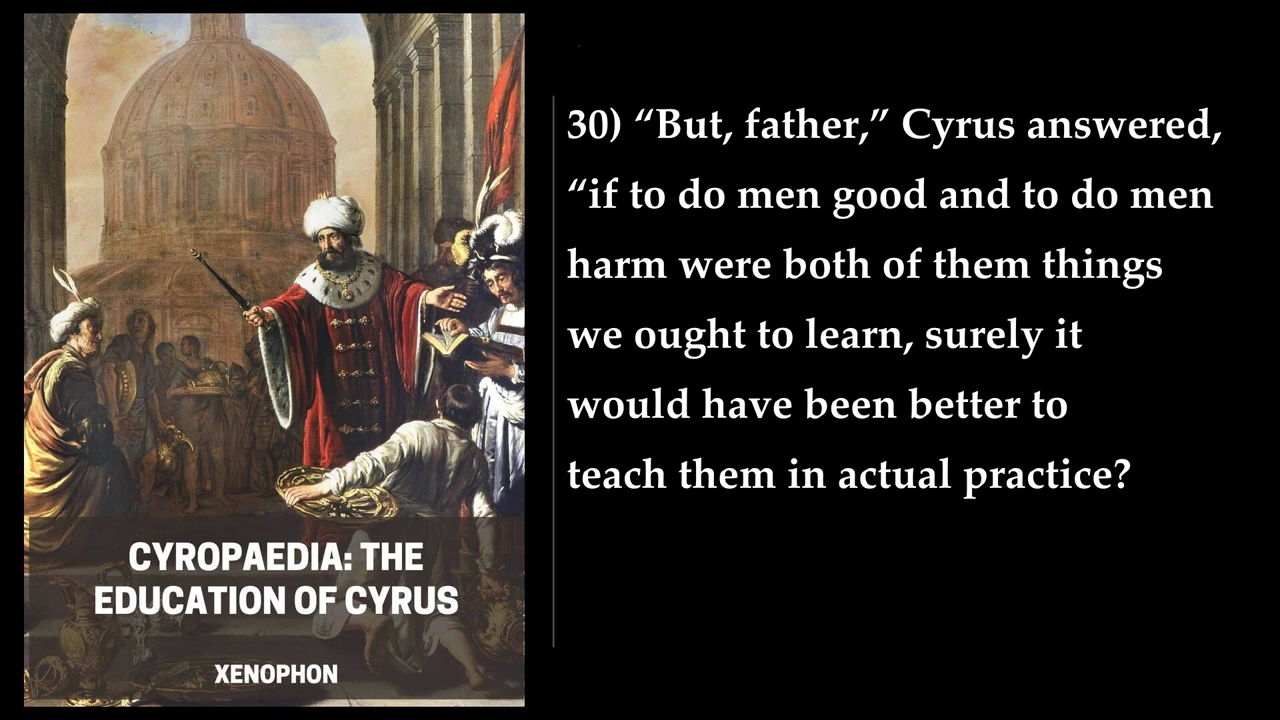 CYROPAEDIA: THE
EDUCATION OF CYRUS
XENOPHON
30) “But, father,” Cyrus answered,
“if to do men good and to do men
harm were both of them things
we ought to learn, surely it
would have been better to
teach them in actual practice?